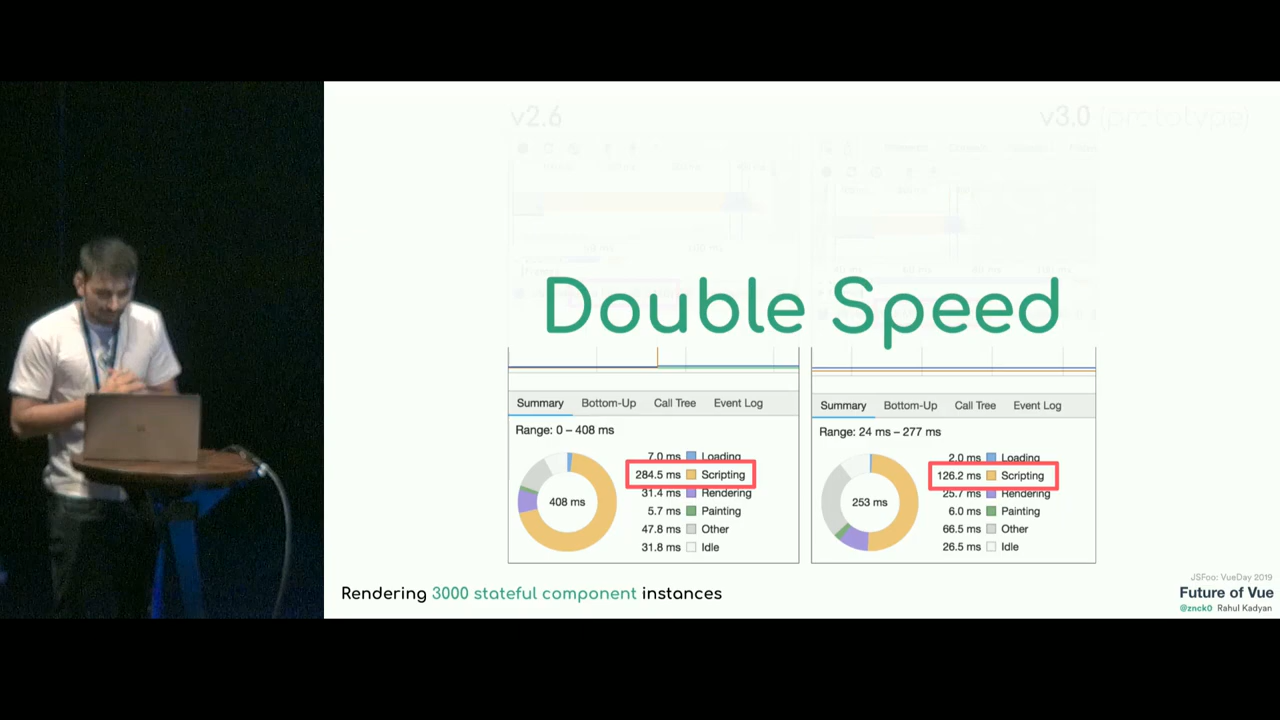 v2.6
v3.0 (prototype)
Double Speed
Summary Bottom-Up Call Tree Event Log
Range: 0 – 408 ms
408 ms
7.0 ms Loading
284.5 ms Scripting
31.4 ms Rendering
5.7 ms Painting
47.8 ms Other
31.8 ms Idle
Summary Bottom-Up Call Tree Event Log
Range: 24 ms – 277 ms
253 ms
2.0 ms Loading
126.2 ms Scripting
25.7 ms Rendering
6.0 ms Painting
66.5 ms Other
26.5 ms Idle
Rendering 3000 stateful component instances
JSFoo: VueDay 2019
Future of Vue
@znck0 Rahul Kadyan